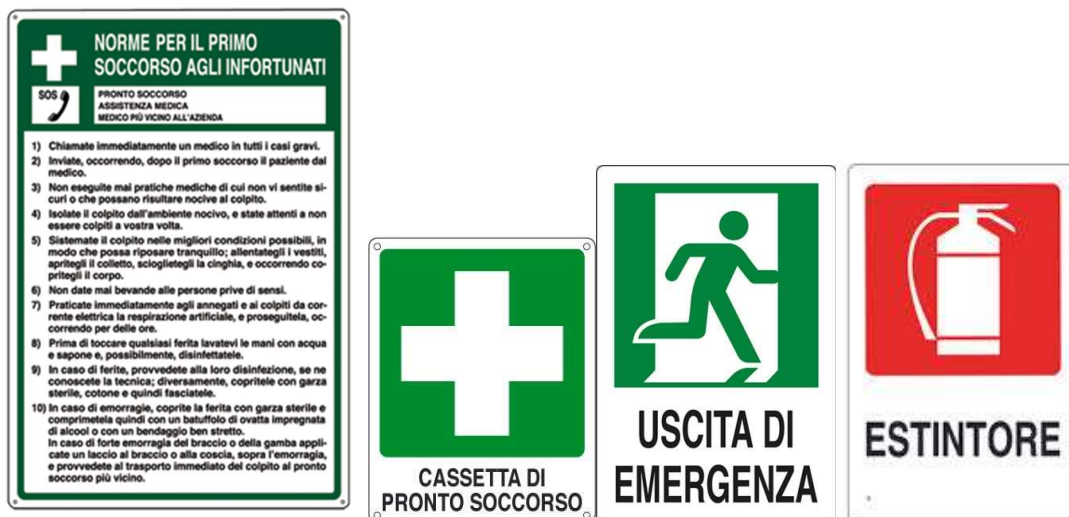 NORME PER IL PRIMO
SOCCORSO AGLI INFORTUNATI
SOS
PRONTO SOCCORSO
ASSISTENZA MEDICA
MEDICO PIÙ VICINO ALL'AZIENDA
1) Chiamate immediatamente un medico in tutti i casi gravi.
2) Inviate, occorrendo, dopo il primo soccorso il paziente dal
medico.
3) Non eseguite mai pratiche mediche di cui non vi sentite si-
curi o che possano risultare nocive al colpito.
4) Isolate il colpito dall'ambiente nocivo, e state attenti a non
essere colpiti a vostra volta.
5) Sistemate il colpito nelle migliori condizioni possibili, in
modo che possa riposare tranquillo; allentategli i vestiti,
apritegli il colletto, scioglietegli la cinghia, e occorrendo co-
pritegli il corpo.
6) Non date mai bevande alle persone prive di sensi.
7) Praticate immediatamente agli annegati e ai colpiti da cor-
rente elettrica la respirazione artificiale, e proseguitela, oc-
correndo per delle ore.
8) Prima di toccare qualsiasi ferita lavatevi le mani con acqua
e sapone e, possibilmente, disinfettatele.
9) In caso di ferite, provvedete alla loro disinfezione, se ne
conoscete la tecnica; diversamente, copritele con garza
sterile, cotone e quindi fasciatele.
10) In caso di emorragie, coprite la ferita con garza sterile e
comprimetela quindi con un batuffolo di ovatta impregnata
di alcool o con un bendaggio ben stretto.
In caso di forte emorragia del braccio o della gamba appli-
cate un laccio al braccio o alla coscia, sopra l'emorragia,
e provvedete al trasporto immediato del colpito al pronto
soccorso più vicino.
CASSETTA DI
PRONTO SOCCORSO
USCITA DI
EMERGENZA
ESTINTORE